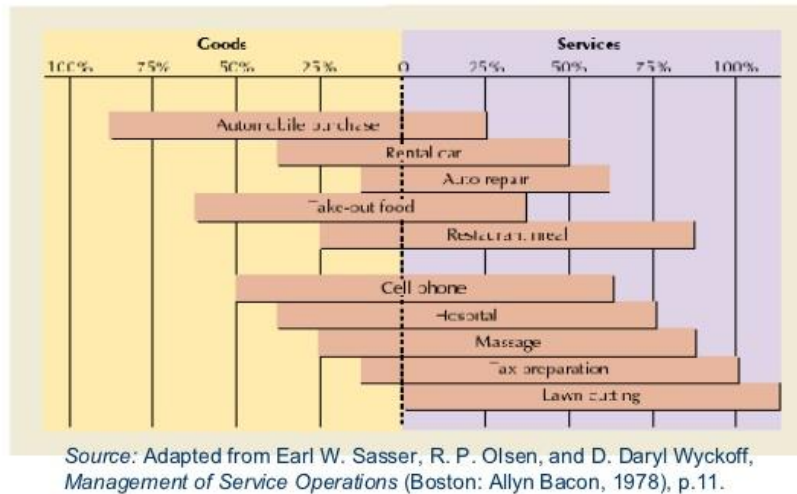 Goods Services
100% 75% 50% 25% 0 25% 50% 75% 100%
Automobile purchase
Rental car
Auto repair
Take-out food
Restaurant meal
Cell phone
Hospital
Massage
Tax preparation
Lawn cutting
Source: Adapted from Earl W. Sasser, R. P. Olsen, and D. Daryl Wyckoff,
Management of Service Operations (Boston: Allyn Bacon, 1978), p.11.